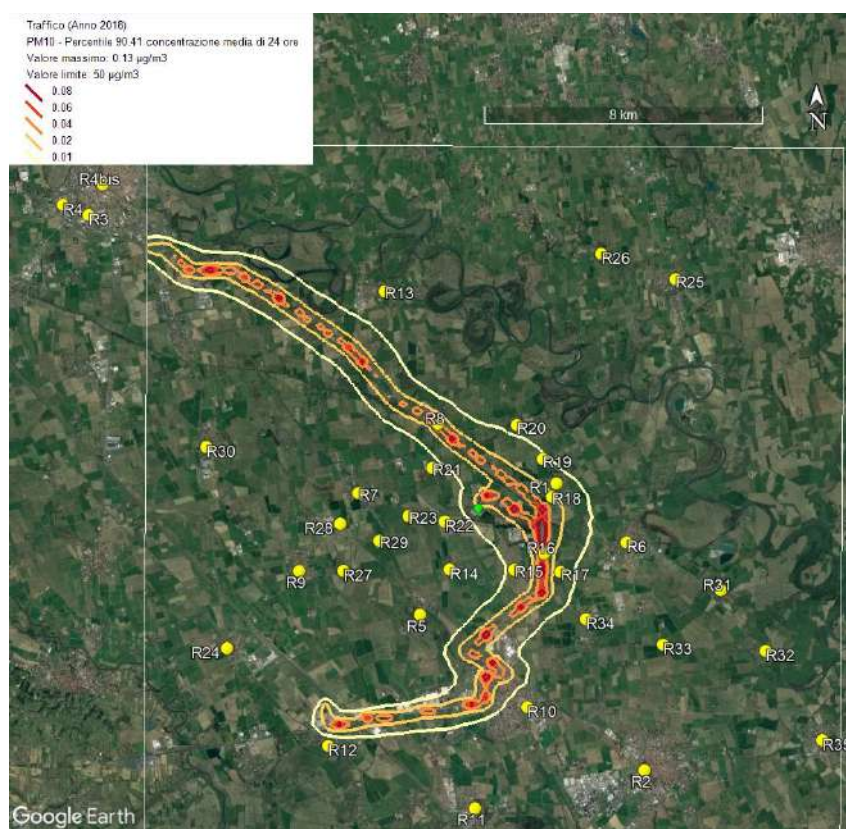 Traffico (Anno 2016)
PM10 - Percentile 90.41 concentrazione media di 24 ore
Valore massimo: 0.13 µg/m3
Valore limite: 50 µg/m3
0.08
0.06
0.04
0.02
0.01
8 km
N
R4bis
R4
R3
R26
R25
R13
R8
R20
R30
R19
R21
R1
R18
R7
R23
R22
R28
R16
R6
R29
R9
R27
R14
R15
R17
R31
R5
R34
R24
R33
R32
R10
R12
R35
R2
R11
Google Earth